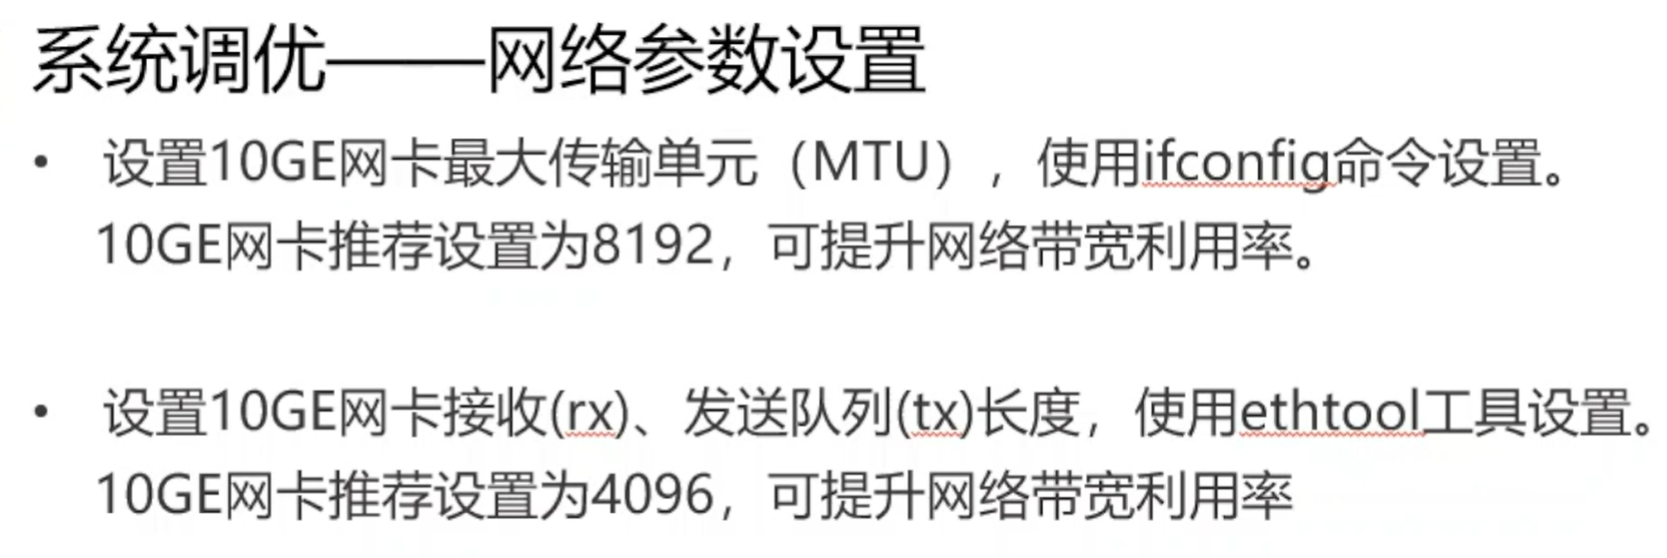 系统调优——网络参数设置
• 设置10GE网卡最大传输单元（MTU），使用ifconfig命令设置。
10GE网卡推荐设置为8192，可提升网络带宽利用率。
• 设置10GE网卡接收(rx)、发送队列(tx)长度，使用ethtool工具设置。
10GE网卡推荐设置为4096，可提升网络带宽利用率